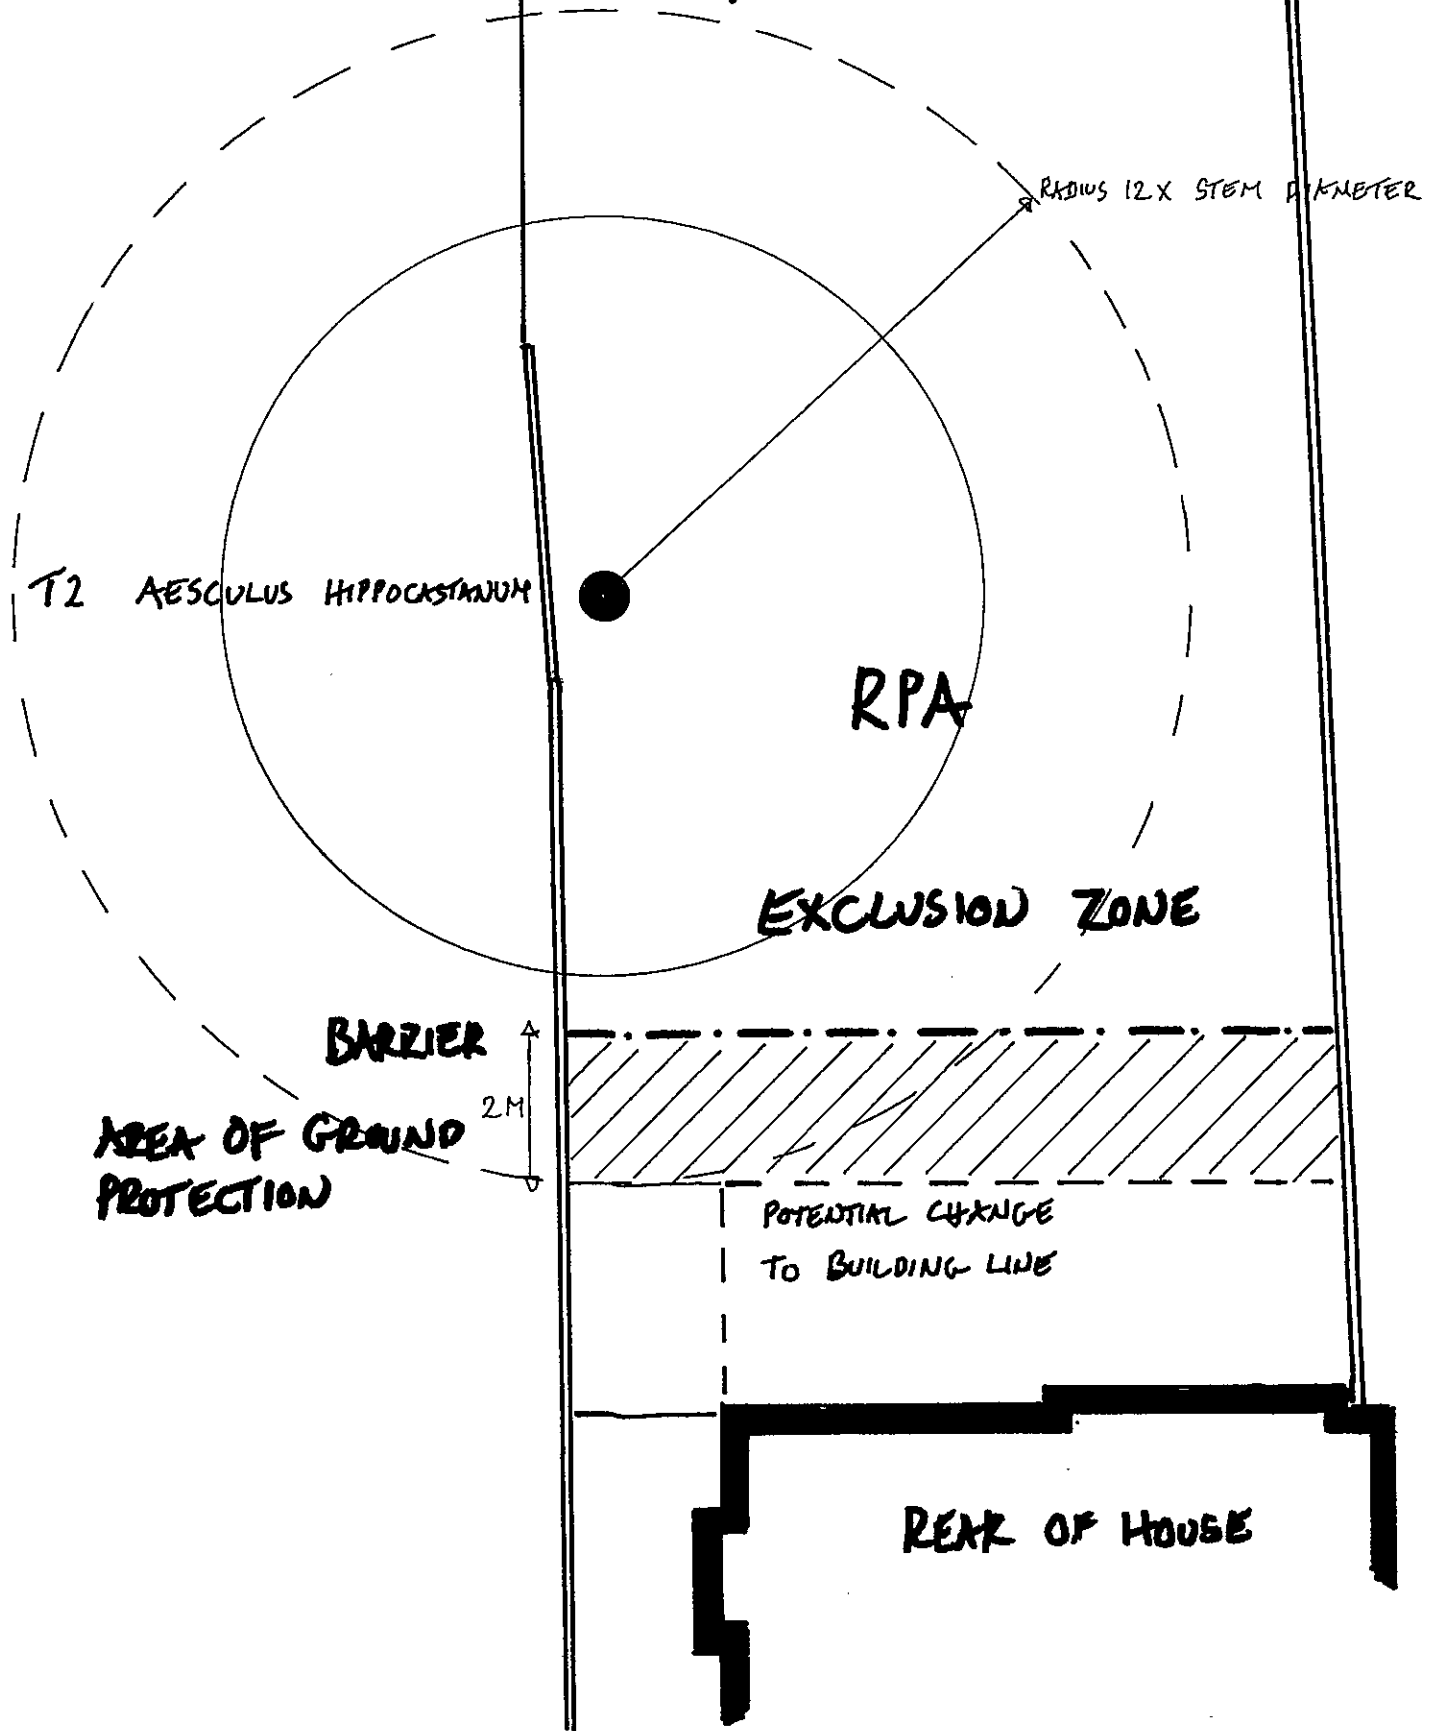 RADIUS 12X STEM DIAMETER
T2 AESCULUS HIPPOCASTANUM
RPA
EXCLUSION ZONE
BARRIER
2M
AREA OF GROUND
PROTECTION
POTENTIAL CHANGE
TO BUILDING LINE
REAR OF HOUSE